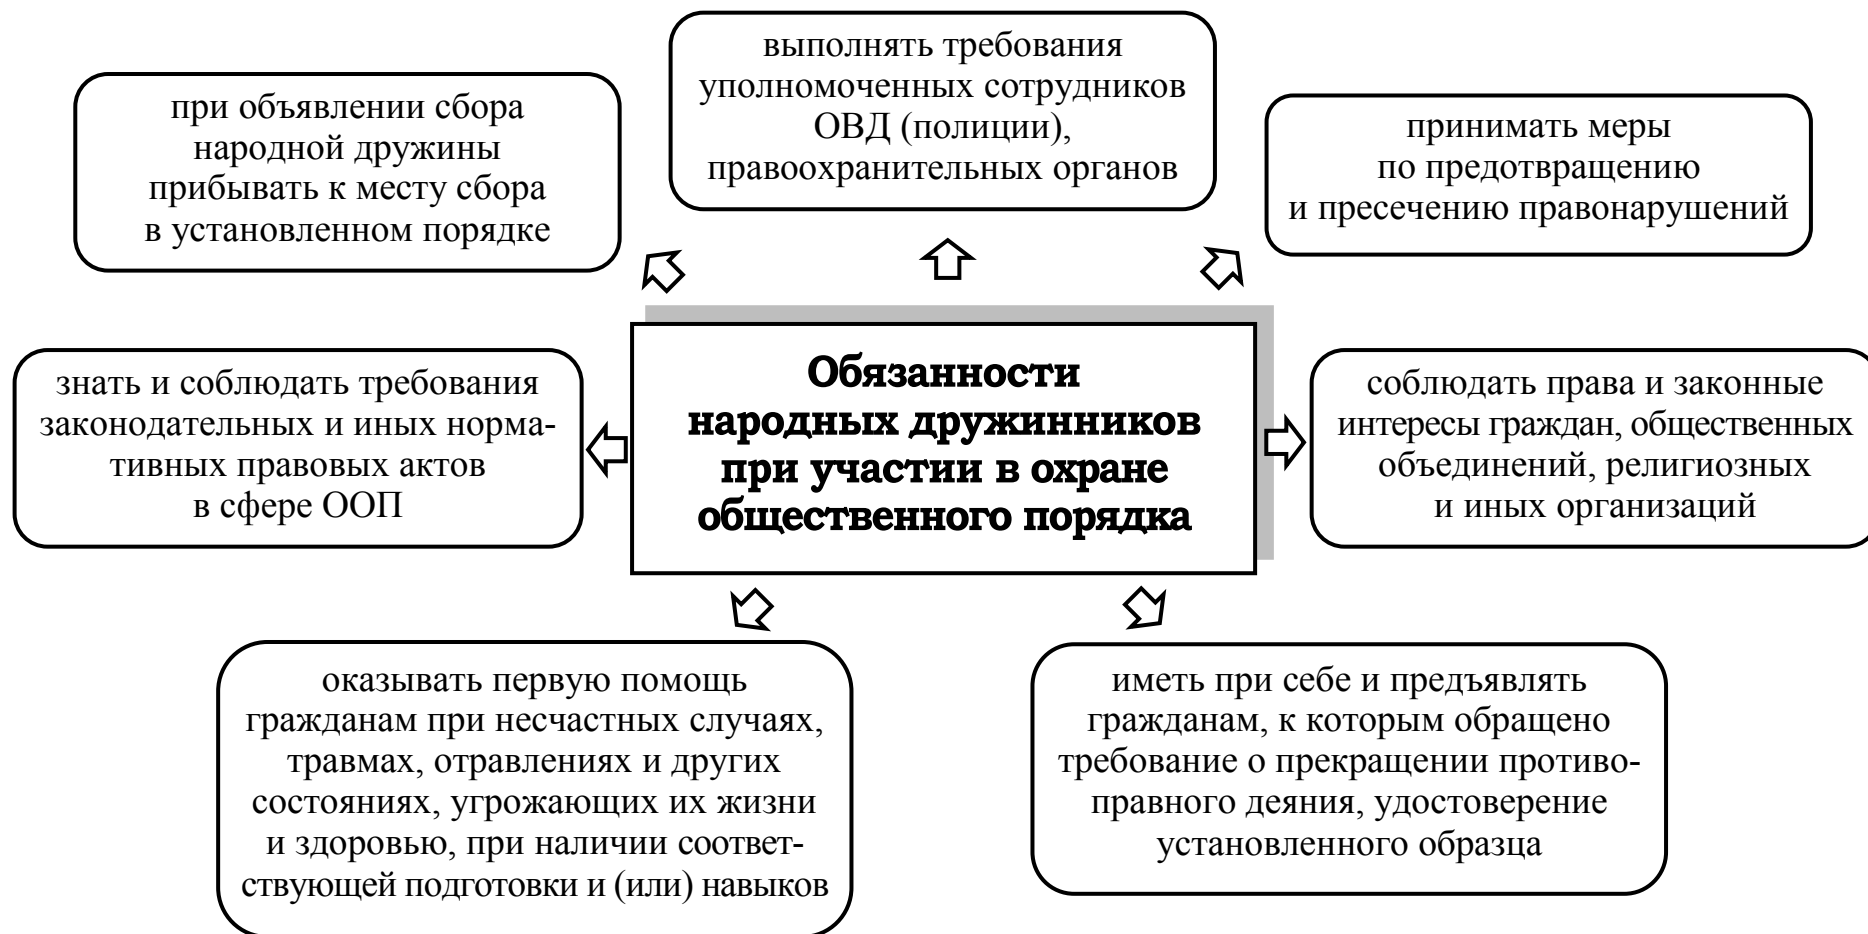 выполнять требования
уполномоченных сотрудников
ОВД (полиции),
правоохранительных органов
при объявлении сбора
народной дружины
прибывать к месту сбора
в установленном порядке
принимать меры
по предотвращению
и пресечению правонарушений
Обязанности
народных дружинников
при участии в охране
общественного порядка
знать и соблюдать требования
законодательных и иных норма-
тивных правовых актов
в сфере ООП
соблюдать права и законные
интересы граждан, общественных
объединений, религиозных
и иных организаций
оказывать первую помощь
гражданам при несчастных случаях,
травмах, отравлениях и других
состояниях, угрожающих их жизни
и здоровью, при наличии соответ-
ствующей подготовки и (или) навыков
иметь при себе и предъявлять
гражданам, к которым обращено
требование о прекращении противо-
правного деяния, удостоверение
установленного образца